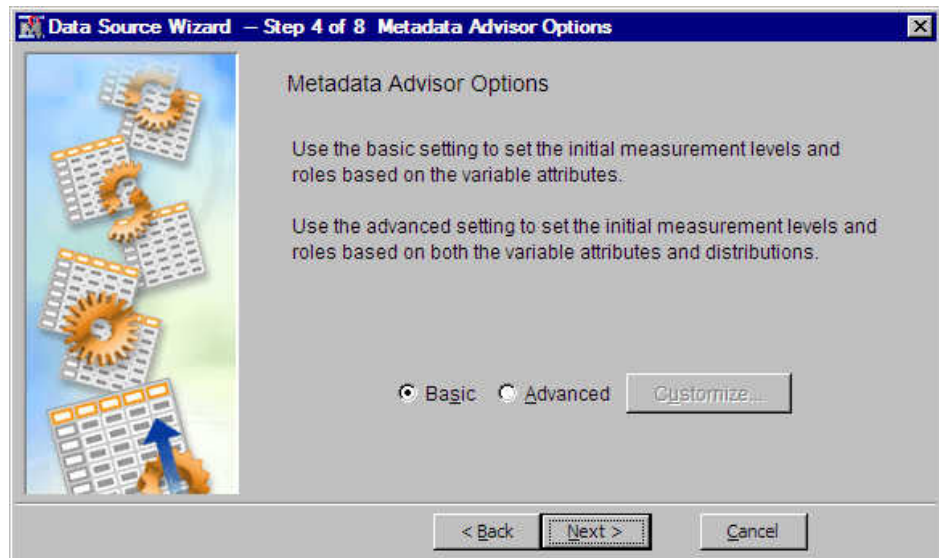 Data Source Wizard – Step 4 of 8 Metadata Advisor Options
Metadata Advisor Options
Use the basic setting to set the initial measurement levels and
roles based on the variable attributes.
Use the advanced setting to set the initial measurement levels and
roles based on both the variable attributes and distributions.
Basic Advanced Customize...
< Back Next > Cancel